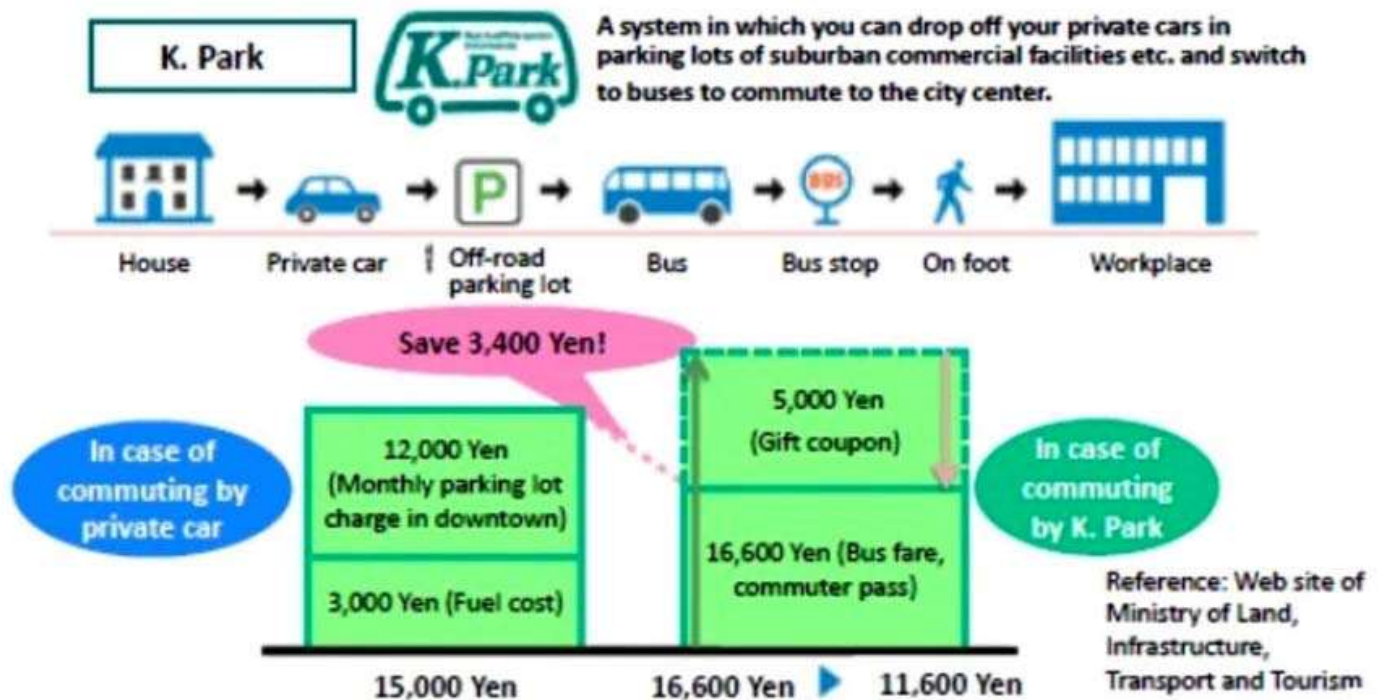 K. Park
K.Park
A system in which you can drop off your private cars in
parking lots of suburban commercial facilities etc. and switch
to buses to commute to the city center.
P
BUS
House
Private car
Off-road
parking lot
Bus
Bus stop
On foot
Workplace
Save 3,400 Yen!
In case of
commuting by
private car
12,000 Yen
(Monthly parking lot
charge in downtown)
3,000 Yen (Fuel cost)
5,000 Yen
(Gift coupon)
16,600 Yen (Bus fare,
commuter pass)
In case of
commuting
by K. Park
Reference: Web site of
Ministry of Land,
Infrastructure,
Transport and Tourism
15,000 Yen
16,600 Yen
11,600 Yen